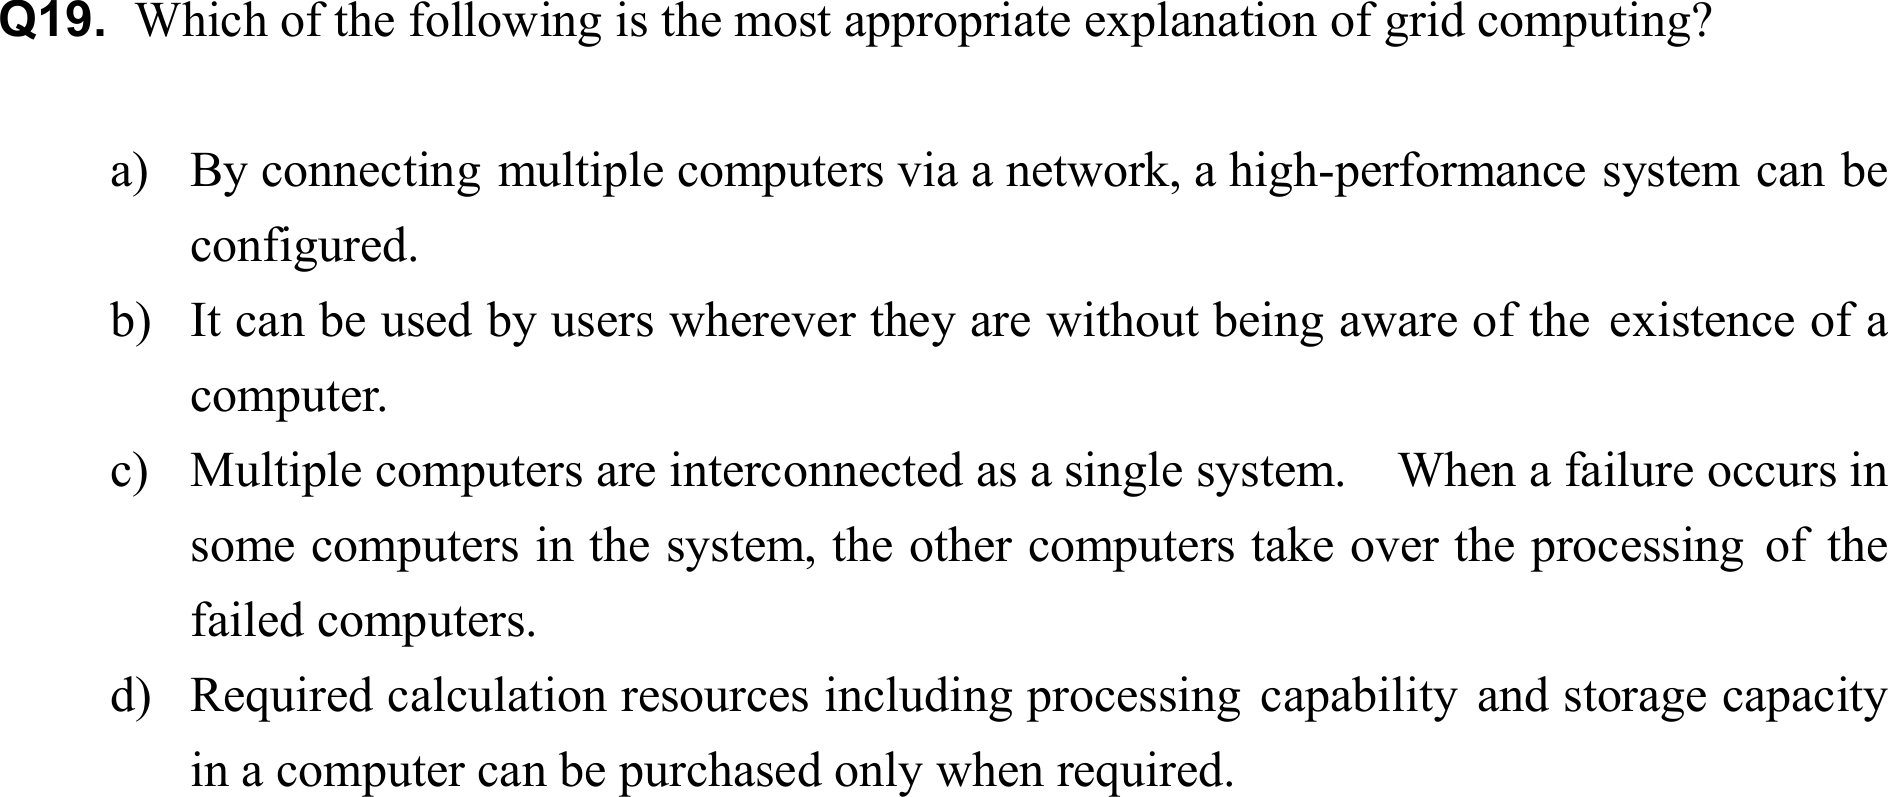 Q19. Which of the following is the most appropriate explanation of grid computing?
a) By connecting multiple computers via a network, a high-performance system can be
configured.
b) It can be used by users wherever they are without being aware of the existence of a
computer.
c) Multiple computers are interconnected as a single system. When a failure occurs in
some computers in the system, the other computers take over the processing of the
failed computers.
d) Required calculation resources including processing capability and storage capacity
in a computer can be purchased only when required.